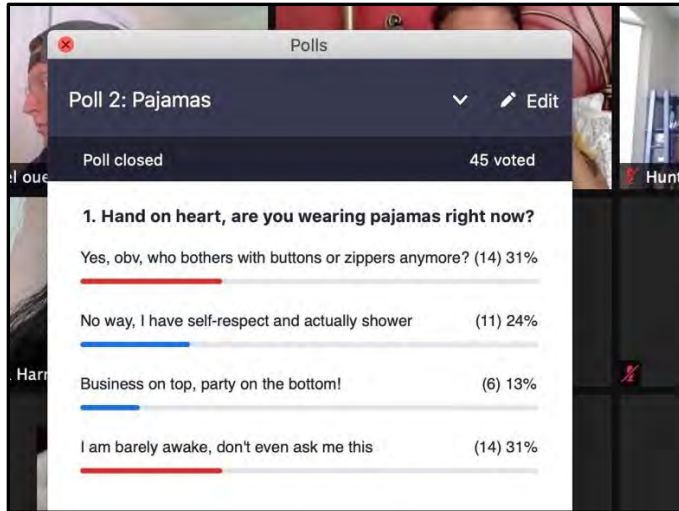 Polls
Poll 2: Pajamas
Edit
Poll closed
45 voted
Hunt
1. Hand on heart, are you wearing pajamas right now?
Yes, obv, who bothers with buttons or zippers anymore? (14) 31%
No way, I have self-respect and actually shower (11) 24%
Harr
Business on top, party on the bottom! (6) 13%
I am barely awake, don't even ask me this (14) 31%